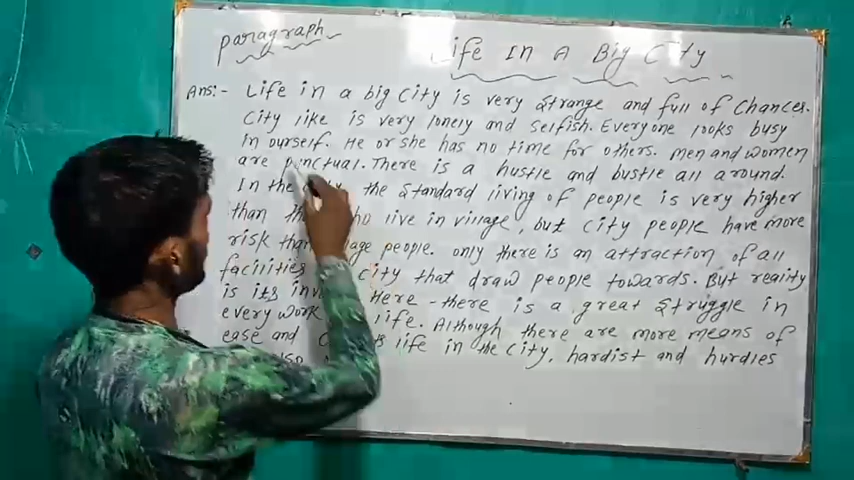 paragraph
Life In A Big City
Ans:- Life in a big city is very strange and full of chances.
City like is very lonely and selfish. Everyone looks busy
in ourself. He or she has no time for others. men and women
are punctual. There is a hustle and bustle all around.
In the the standard living of people is very higher
than who live in village, but city people have more
risk than people. only there is an attraction of all
facilities city that draw people towards. But reality
is its Here - there is a great struggle in
every work life. Although there are more means of
ease and life in the city, hardist and hurdles